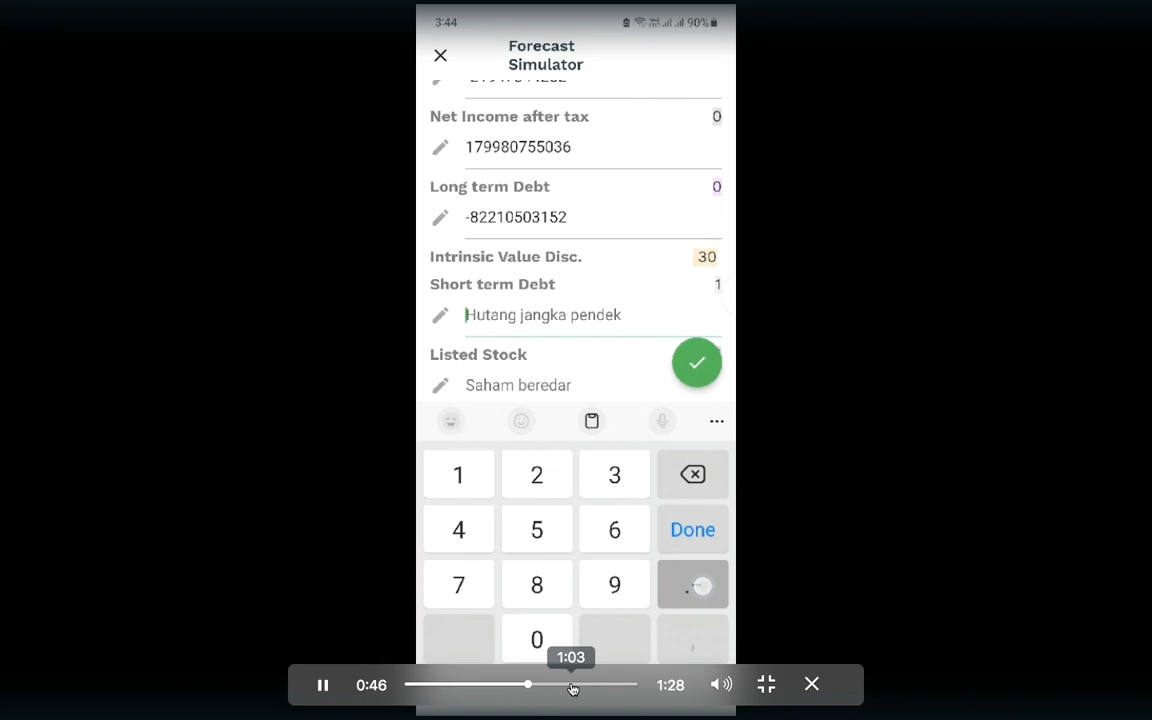 3:44
90%
Forecast
Simulator
Net Income after tax 0
179980755036
Long term Debt 0
-82210503152
Intrinsic Value Disc. 30
Short term Debt 1
Hutang jangka pendek
Listed Stock
Saham beredar
1 2 3
4 5 6 Done
7 8 9 .-
0 ,
1:03
0:46 1:28